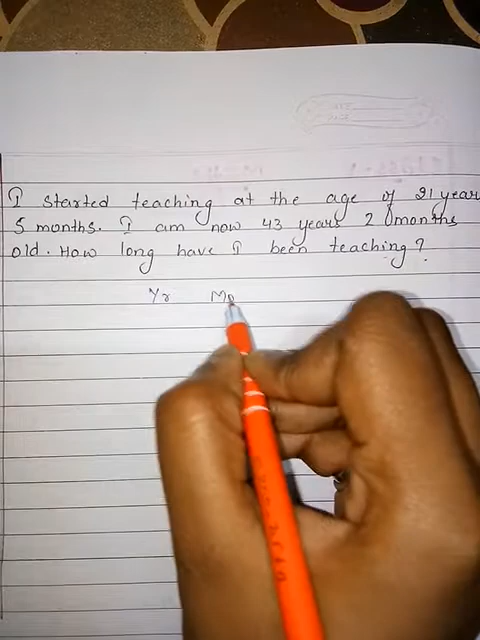 I started teaching at the age of 21 year
5 months. I am now 43 years 2 months
old. How long have I been teaching?
Yr Mo